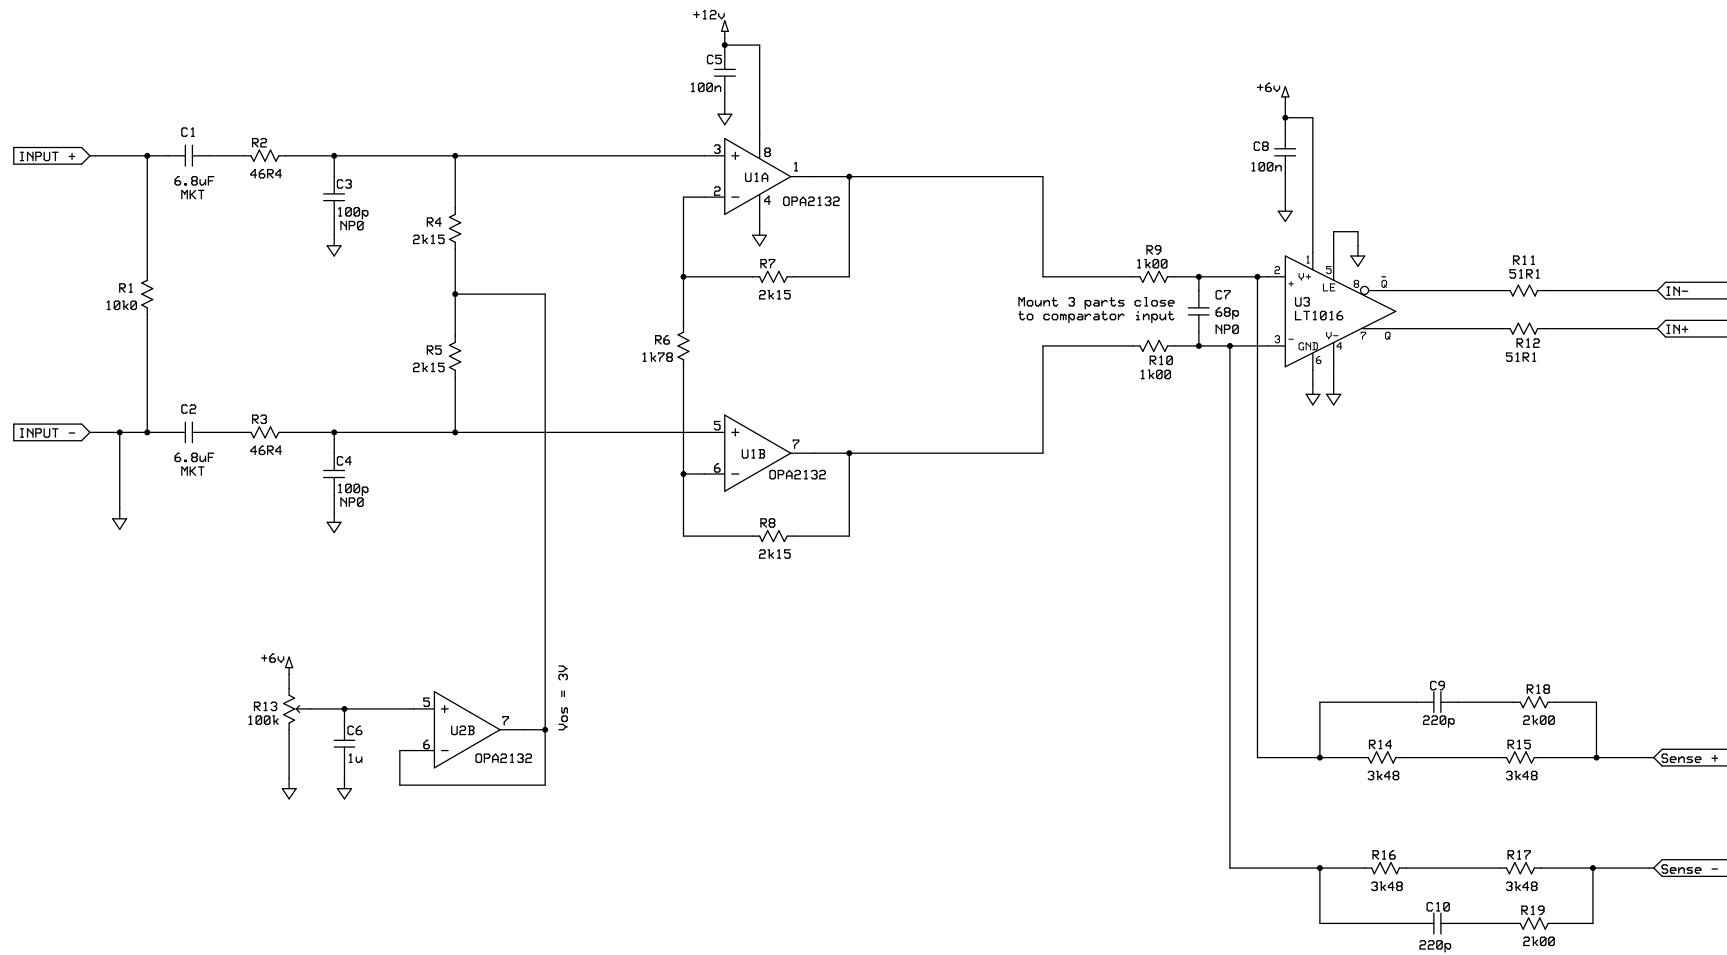 +12v
C5
100n
+6v
C8
100n
INPUT +
C1
6.8uF
MKT
R2
46R4
C3
100p
NP0
R4
2k15
3
+
8
1
2
-
4
U1A
OPA2132
R7
2k15
R1
10k0
R5
2k15
R6
1k78
R9
1k00
Mount 3 parts close
to comparator input
C7
68p
NP0
R10
1k00
1
2
V+
+
5
LE
8
Q̅
U3
LT1016
3
-
GND
V-
7
Q
6
4
R11
51R1
IN-
IN+
R12
51R1
INPUT -
C2
6.8uF
MKT
R3
46R4
C4
100p
NP0
5
+
7
6
-
U1B
OPA2132
R8
2k15
+6v
R13
100k
C6
1u
5
+
7
6
-
U2B
OPA2132
Vos = 3V
C9
220p
R18
2k00
R14
3k48
R15
3k48
Sense +
R16
3k48
R17
3k48
Sense -
C10
220p
R19
2k00